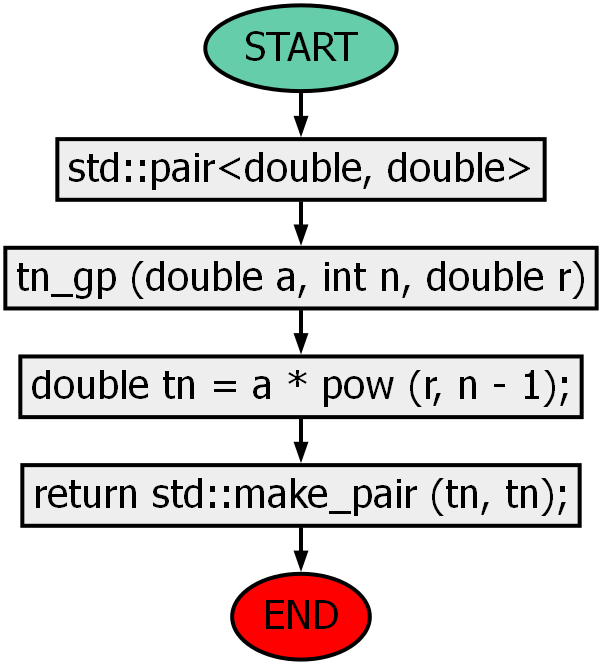 START
std::pair<double, double>
tn_gp (double a, int n, double r)
double tn = a * pow (r, n - 1);
return std::make_pair (tn, tn);
END